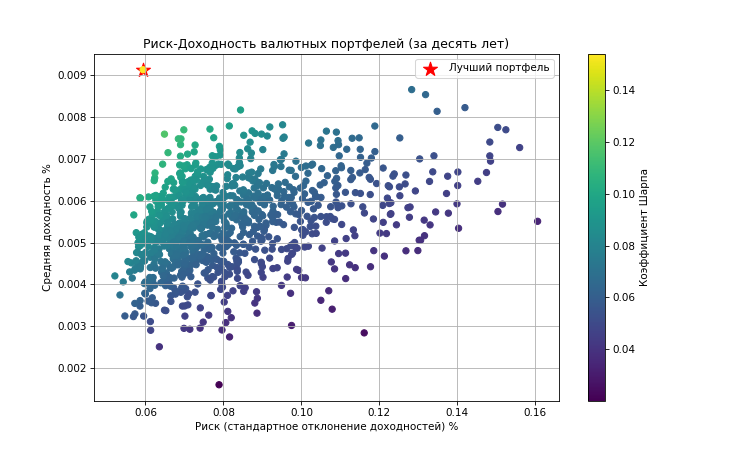 Риск-Доходность валютных портфелей (за десять лет)
Лучший портфель
Средняя доходность %
0.009
0.008
0.007
0.006
0.005
0.004
0.003
0.002
0.06 0.08 0.10 0.12 0.14 0.16
Риск (стандартное отклонение доходностей) %
0.14
0.12
0.10
0.08
0.06
0.04
Коэффициент Шарпа